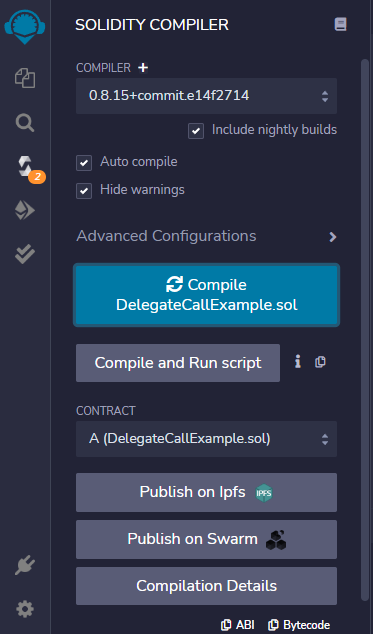 SOLIDITY COMPILER
COMPILER +
0.8.15+commit.e14f2714
Include nightly builds
Auto compile
2
Hide warnings
Advanced Configurations
Compile
DelegateCallExample.sol
Compile and Run script
CONTRACT
A (DelegateCallExample.sol)
Publish on Ipfs IPFS
Publish on Swarm
Compilation Details
ABI Bytecode